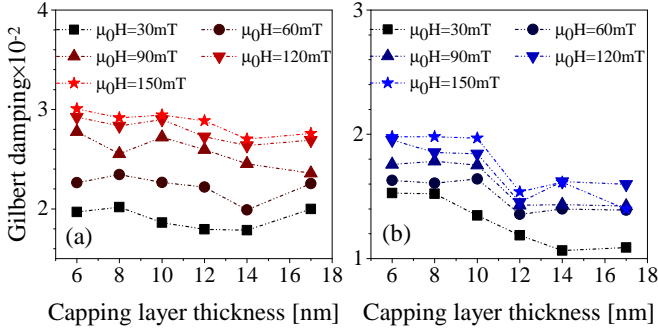 Gilbert damping×10⁻²
4
3
2
μ₀H=30mT
μ₀H=60mT
μ₀H=90mT
μ₀H=120mT
μ₀H=150mT
(a)
6 8 10 12 14 16 18
Capping layer thickness [nm]
3
2
1
μ₀H=30mT
μ₀H=60mT
μ₀H=90mT
μ₀H=120mT
μ₀H=150mT
(b)
6 8 10 12 14 16 18
Capping layer thickness [nm]